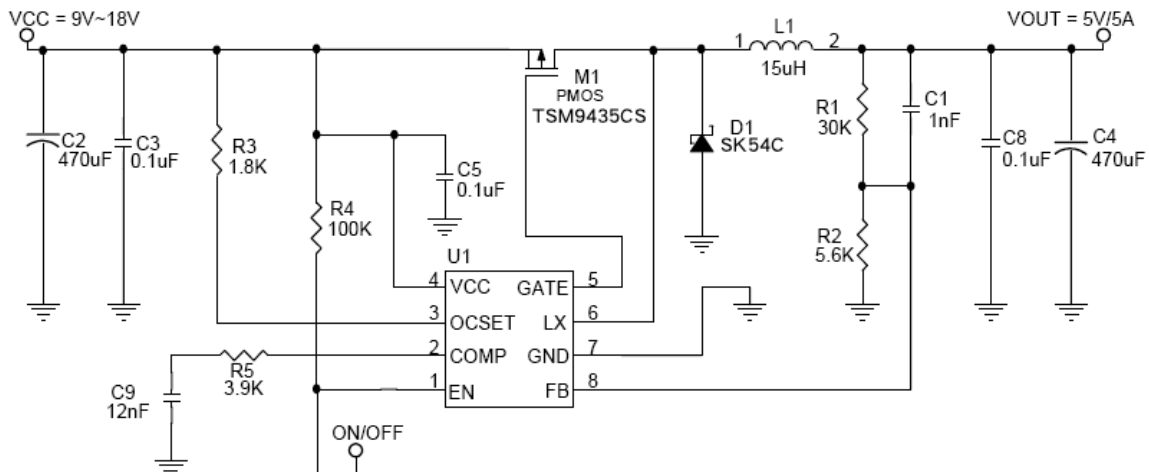 VCC = 9V~18V
VOUT = 5V/5A
L1
1 2
15uH
M1
PMOS
TSM9435CS
C2
470uF
C3
0.1uF
R3
1.8K
R4
100K
C5
0.1uF
D1
SK54C
R1
30K
C1
1nF
R2
5.6K
C8
0.1uF
C4
470uF
U1
4 VCC GATE 5
3 OCSET LX 6
2 COMP GND 7
1 EN FB 8
R5
3.9K
C9
12nF
ON/OFF